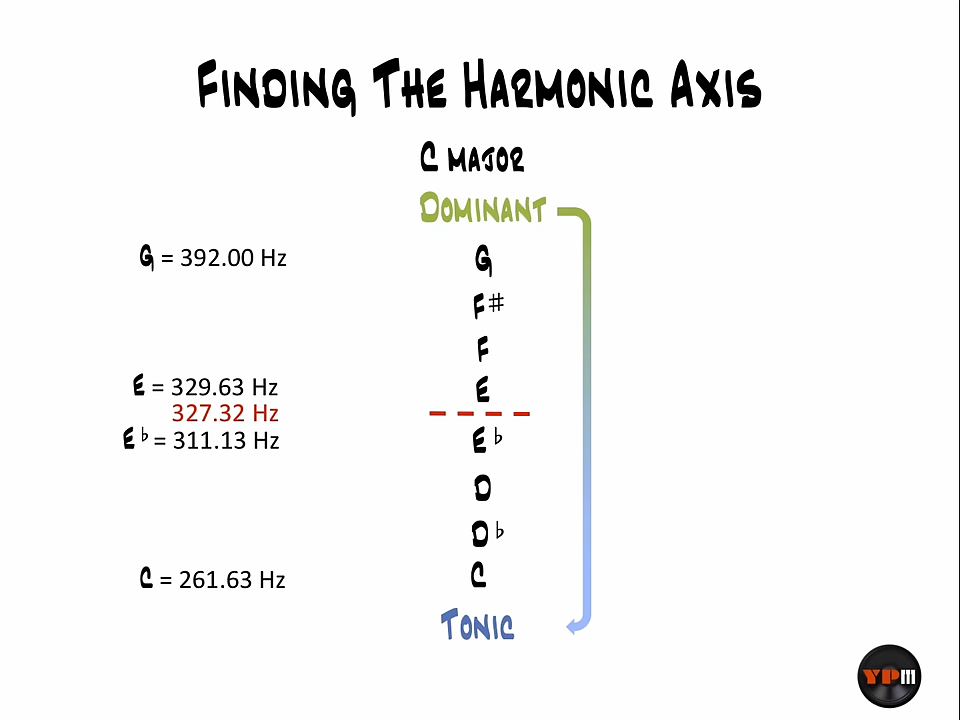 FINDING THE HARMONIC AXIS
C MAJOR
DOMINANT
G = 392.00 Hz
G
F♯
F
E = 329.63 Hz
E
327.32 Hz
E♭ = 311.13 Hz
E♭
D
D♭
C = 261.63 Hz
C
TONIC
YPM